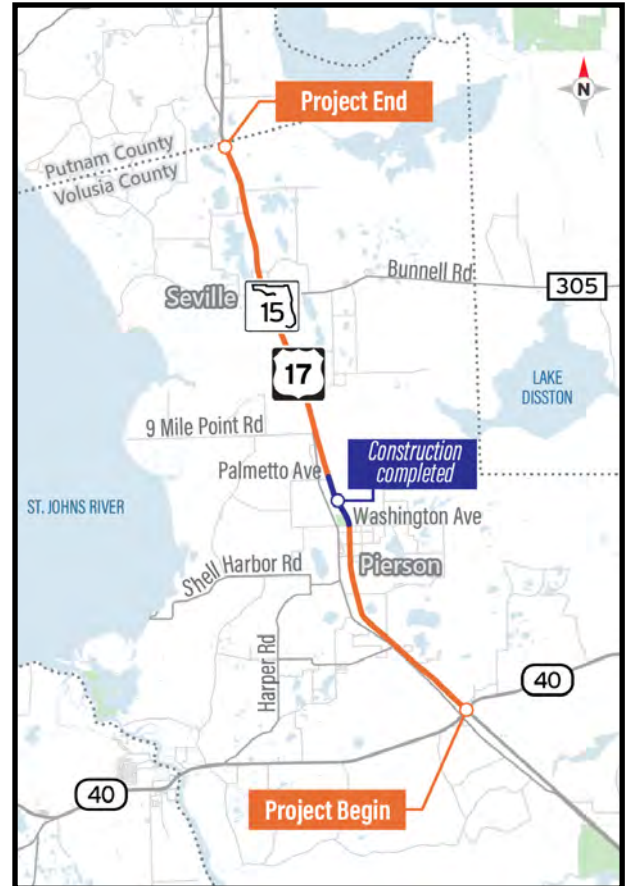 Project End
N
Putnam County
Volusia County
Bunnell Rd
305
Seville
15
17
LAKE
DISSTON
9 Mile Point Rd
Construction
completed
Palmetto Ave
ST. JOHNS RIVER
Washington Ave
Pierson
Shell Harbor Rd
Harper Rd
40
40
Project Begin